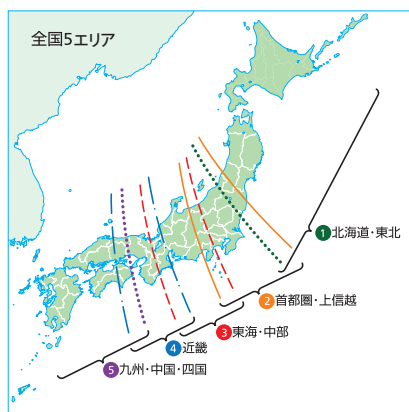 全国5エリア
1北海道・東北
2首都圏・上信越
3東海・中部
4近畿
5九州・中国・四国